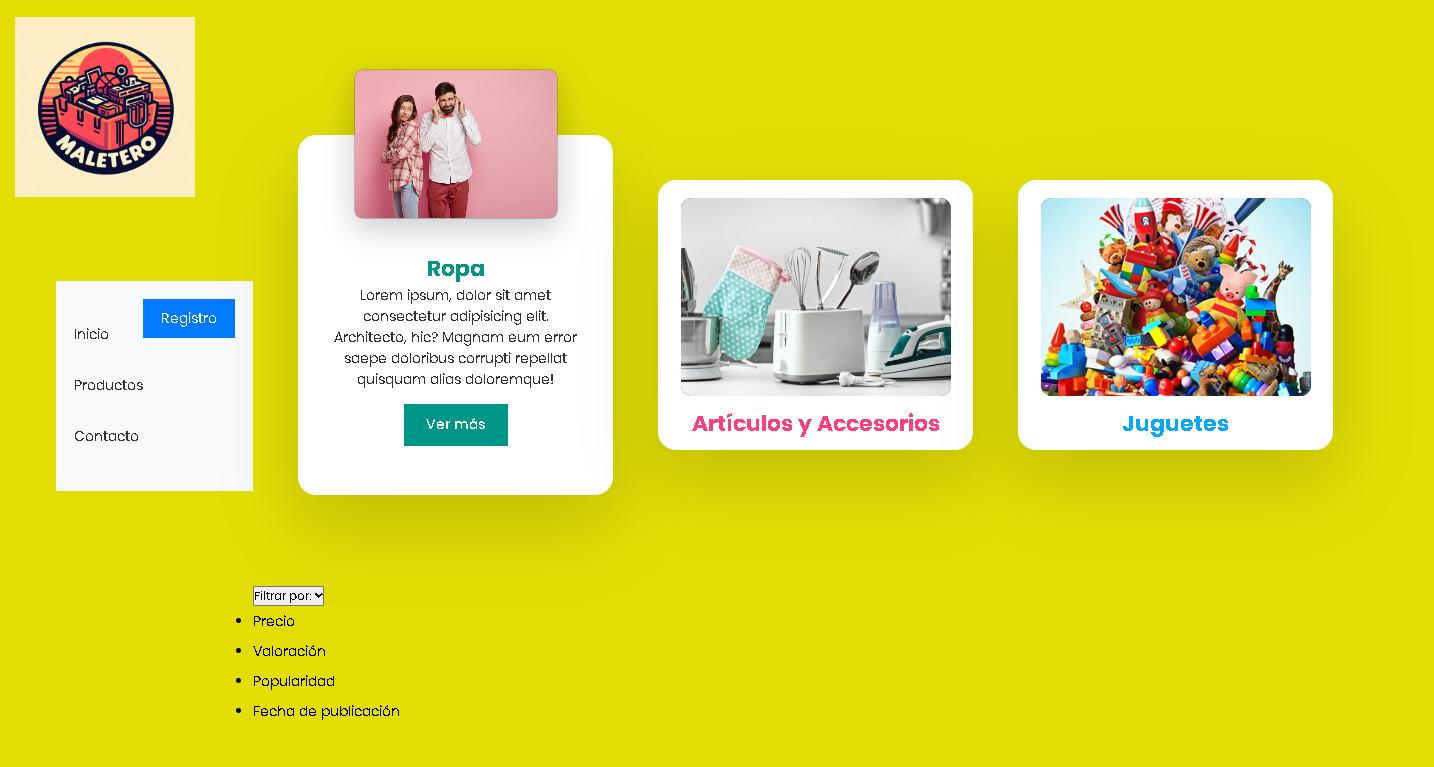 MALETERO
Inicio
Registro
Productos
Contacto
Ropa
Lorem ipsum, dolor sit amet
consectetur adipisicing elit.
Architecto, hic? Magnam eum error
saepe doloribus corrupti repellat
quisquam alias doloremque!
Ver más
Artículos y Accesorios
Juguetes
Filtrar por:
Precio
Valoración
Popularidad
Fecha de publicación